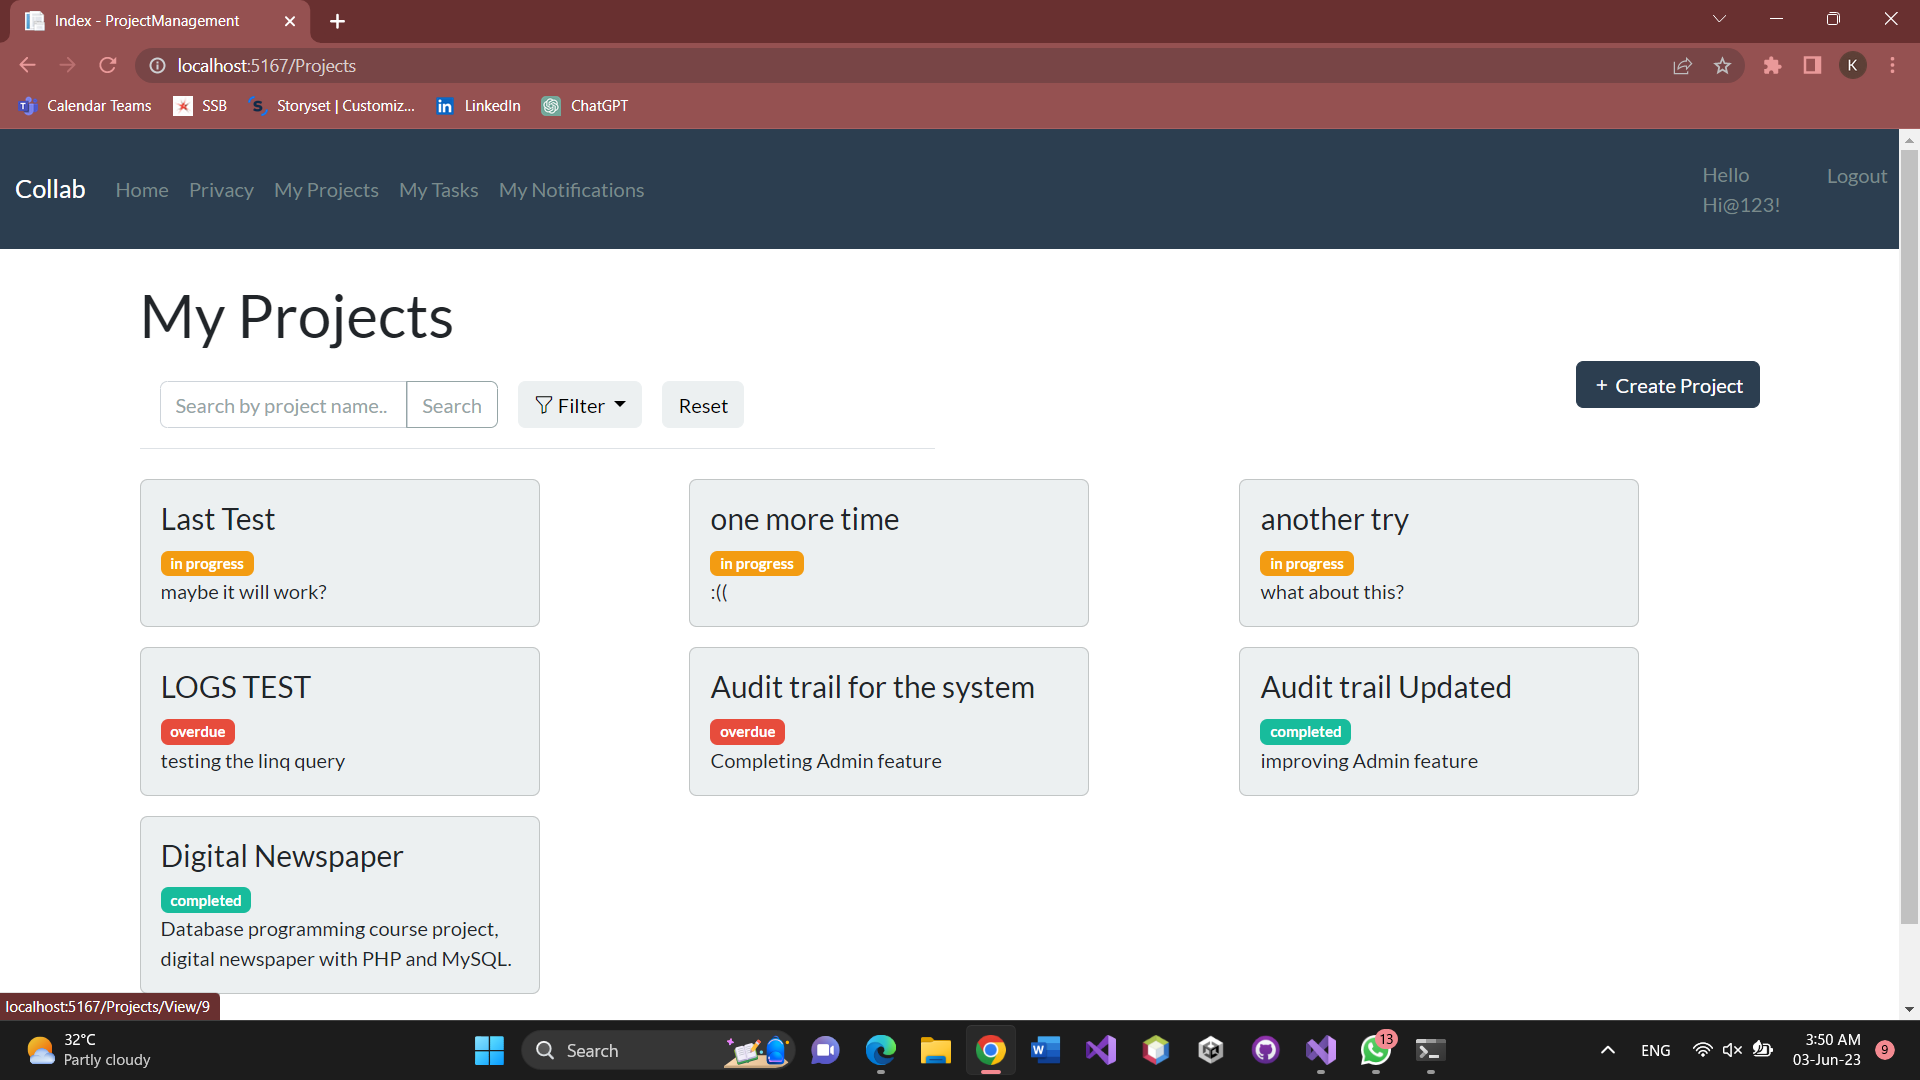 Index - ProjectManagement
localhost:5167/Projects
K
Calendar Teams SSB Storyset | Customiz... LinkedIn ChatGPT
Collab Home Privacy My Projects My Tasks My Notifications
Hello
Hi@123!
Logout
My Projects
Search by project name.. Search Filter Reset
+ Create Project
Last Test
in progress
maybe it will work?
one more time
in progress
:((
another try
in progress
what about this?
LOGS TEST
overdue
testing the linq query
Audit trail for the system
overdue
Completing Admin feature
Audit trail Updated
completed
improving Admin feature
Digital Newspaper
completed
Database programming course project,
digital newspaper with PHP and MySQL.
localhost:5167/Projects/View/9
32°C
Partly cloudy
Search
13
ENG
3:50 AM
03-Jun-23
9